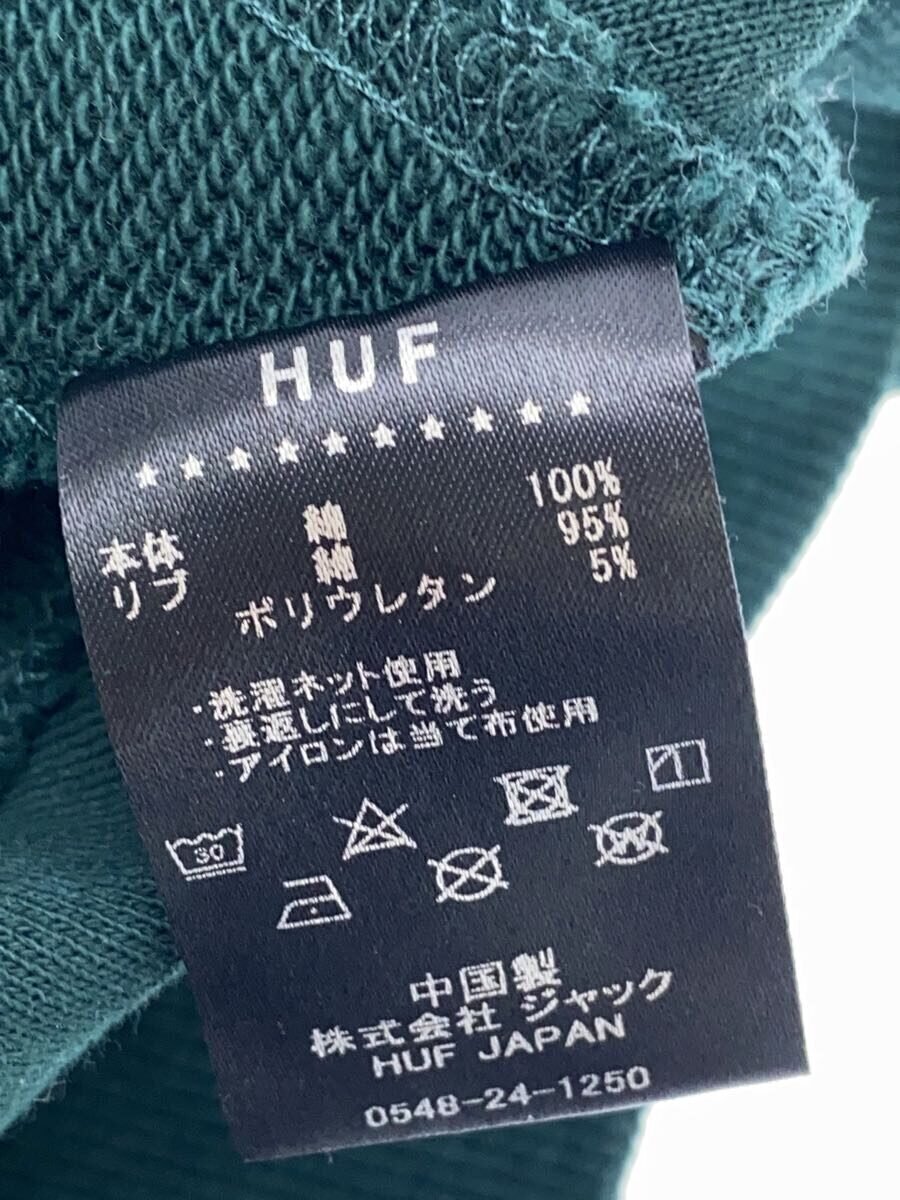 HUF
本体 綿 100%
リブ 綿 95%
ポリウレタン 5%
・洗濯ネット使用
・裏返しにして洗う
・アイロンは当て布使用
30
W
中国製
株式会社 ジャック
HUF JAPAN
0548-24-1250